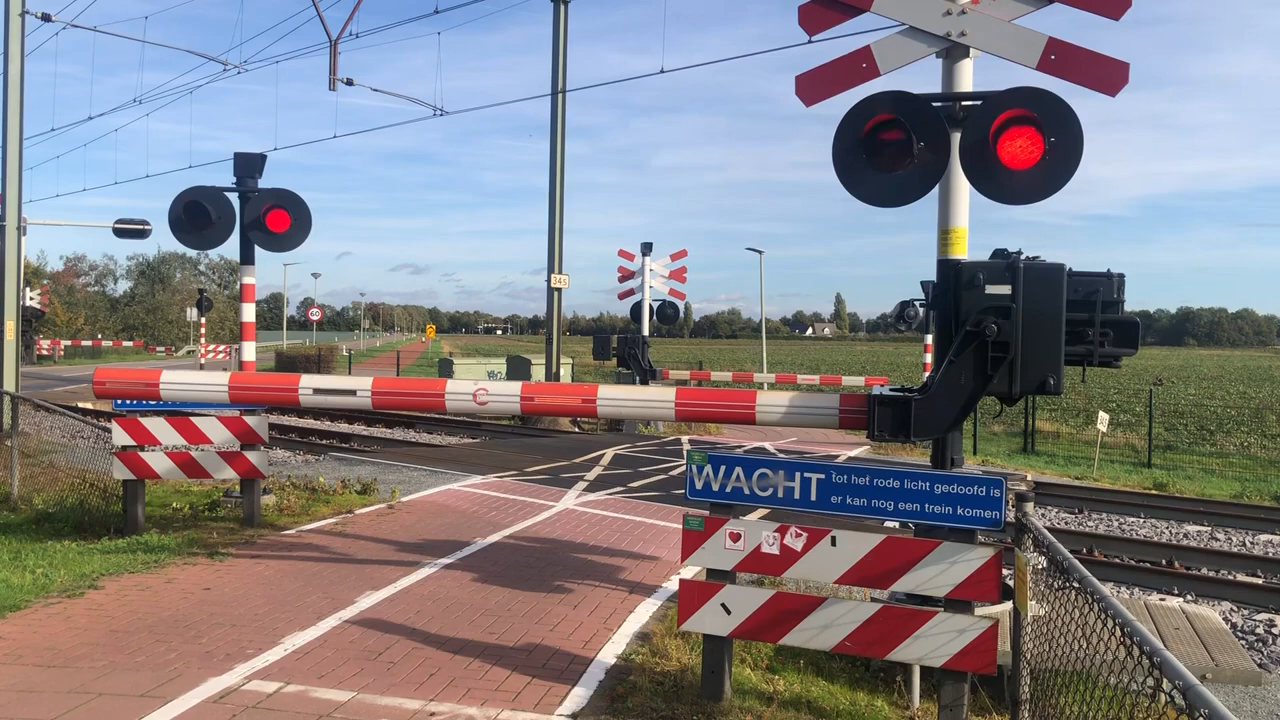 60
34⁵
WACHT tot het rode licht gedoofd is
er kan nog een trein komen